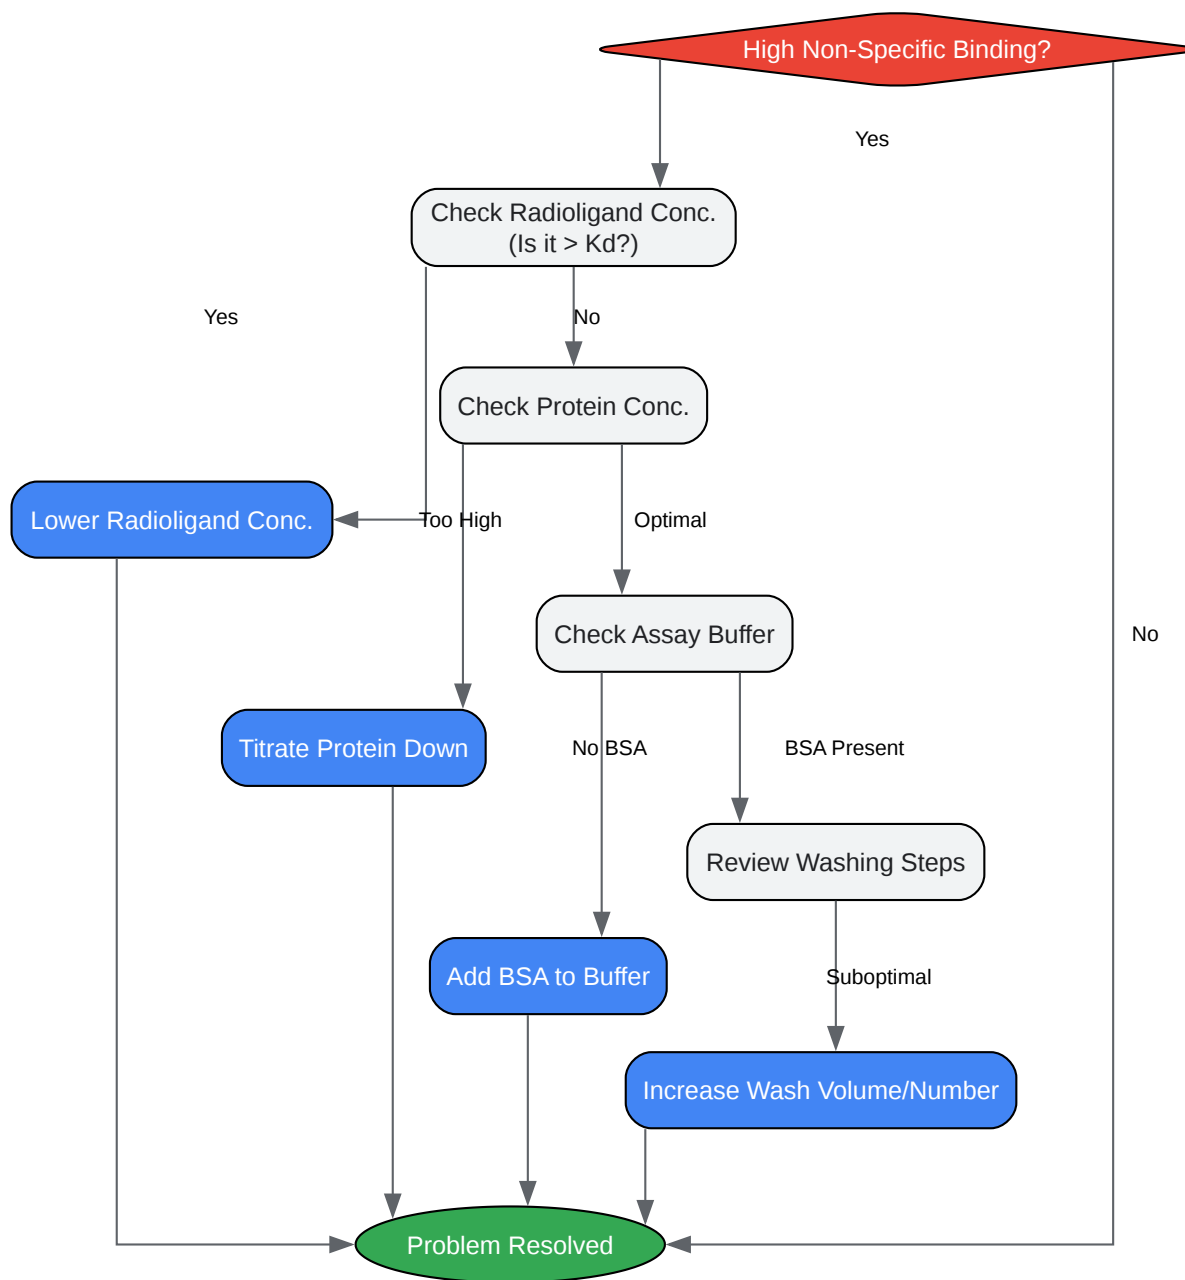 High Non-Specific Binding?
Yes
Check Radioligand Conc.
(Is it > Kd?)
Yes
No
Check Protein Conc.
Lower Radioligand Conc.
Too High
Optimal
Check Assay Buffer
No
Titrate Protein Down
No BSA
BSA Present
Review Washing Steps
Add BSA to Buffer
Suboptimal
Increase Wash Volume/Number
Problem Resolved